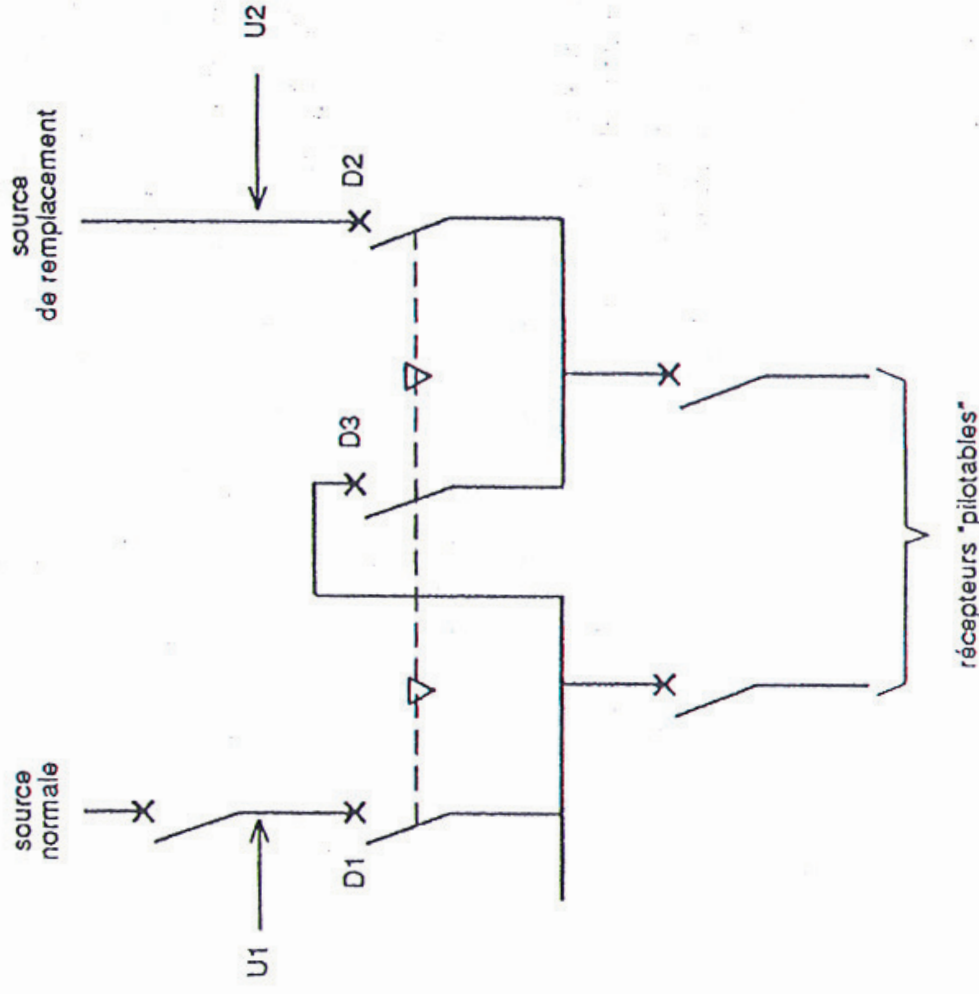 source
normale
source
de remplacement
U1
U2
D1
D3
D2
récepteurs "pilotables"